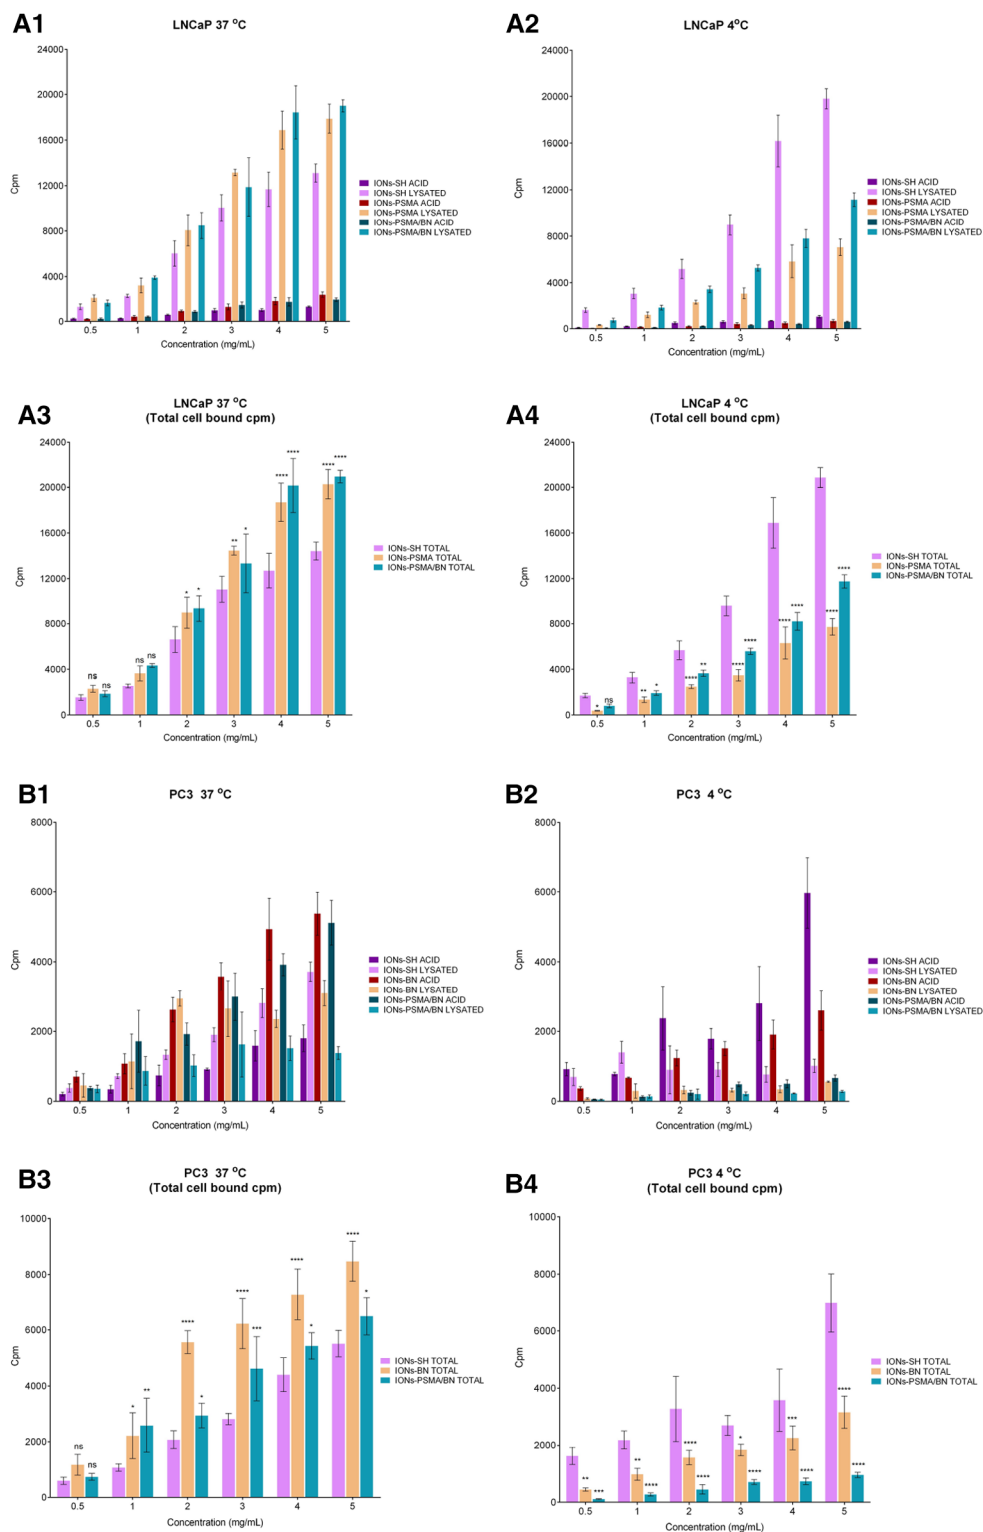 A1
LNCaP 37 °C
24000
20000
16000
12000
8000
4000
0
Cpm
0.5 1 2 3 4 5
Concentration (mg/mL)
IONs-SH ACID
IONs-SH LYSATED
IONs-PSMA ACID
IONs-PSMA LYSATED
IONs-PSMA/BN ACID
IONs-PSMA/BN LYSATED
A2
LNCaP 4°C
24000
20000
16000
12000
8000
4000
0
Cpm
0.5 1 2 3 4 5
Concentration (mg/mL)
IONs-SH ACID
IONs-SH LYSATED
IONs-PSMA ACID
IONs-PSMA LYSATED
IONs-PSMA/BN ACID
IONs-PSMA/BN LYSATED
A3
LNCaP 37 °C
(Total cell bound cpm)
24000
20000
16000
12000
8000
4000
0
Cpm
ns ns ns ns * * ** * **** **** **** ****
0.5 1 2 3 4 5
Concentration (mg/mL)
IONs-SH TOTAL
IONs-PSMA TOTAL
IONs-PSMA/BN TOTAL
A4
LNCaP 4 °C
(Total cell bound cpm)
24000
20000
16000
12000
8000
4000
0
Cpm
* ns ** * **** ** **** **** **** **** **** ****
0.5 1 2 3 4 5
Concentration (mg/mL)
IONs-SH TOTAL
IONs-PSMA TOTAL
IONs-PSMA/BN TOTAL
B1
PC3 37 °C
8000
6000
4000
2000
0
Cpm
0.5 1 2 3 4 5
Concentration (mg/mL)
IONs-SH ACID
IONs-SH LYSATED
IONs-BN ACID
IONs-BN LYSATED
IONs-PSMA/BN ACID
IONs-PSMA/BN LYSATED
B2
PC3 4 °C
8000
6000
4000
2000
0
Cpm
0.5 1 2 3 4 5
Concentration (mg/mL)
IONs-SH ACID
IONs-SH LYSATED
IONs-BN ACID
IONs-BN LYSATED
IONs-PSMA/BN ACID
IONs-PSMA/BN LYSATED
B3
PC3 37 °C
(Total cell bound cpm)
10000
8000
6000
4000
2000
0
Cpm
ns ns * ** **** * **** *** **** * **** *
0.5 1 2 3 4 5
Concentration (mg/mL)
IONs-SH TOTAL
IONs-BN TOTAL
IONs-PSMA/BN TOTAL
B4
PC3 4 °C
(Total cell bound cpm)
10000
8000
6000
4000
2000
0
Cpm
** *** ** **** **** **** * **** *** **** **** ****
0.5 1 2 3 4 5
Concentration (mg/mL)
IONs-SH TOTAL
IONs-BN TOTAL
IONs-PSMA/BN TOTAL